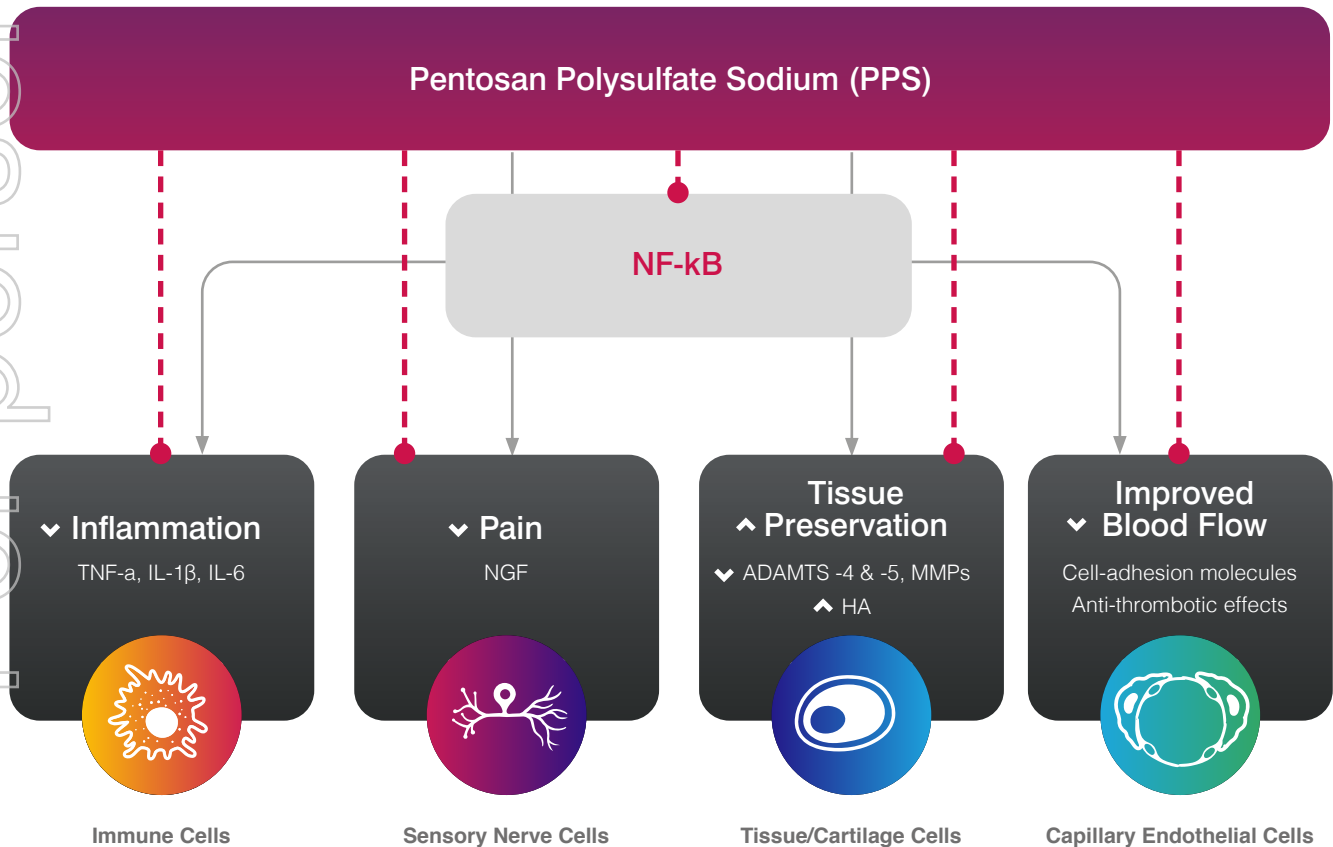 Pentosan Polysulfate Sodium (PPS)
NF-kB
Inflammation
TNF-a, IL-1β, IL-6
Pain
NGF
Tissue
Preservation
ADAMTS -4 & -5, MMPs
HA
Improved
Blood Flow
Cell-adhesion molecules
Anti-thrombotic effects
Immune Cells
Sensory Nerve Cells
Tissue/Cartilage Cells
Capillary Endothelial Cells